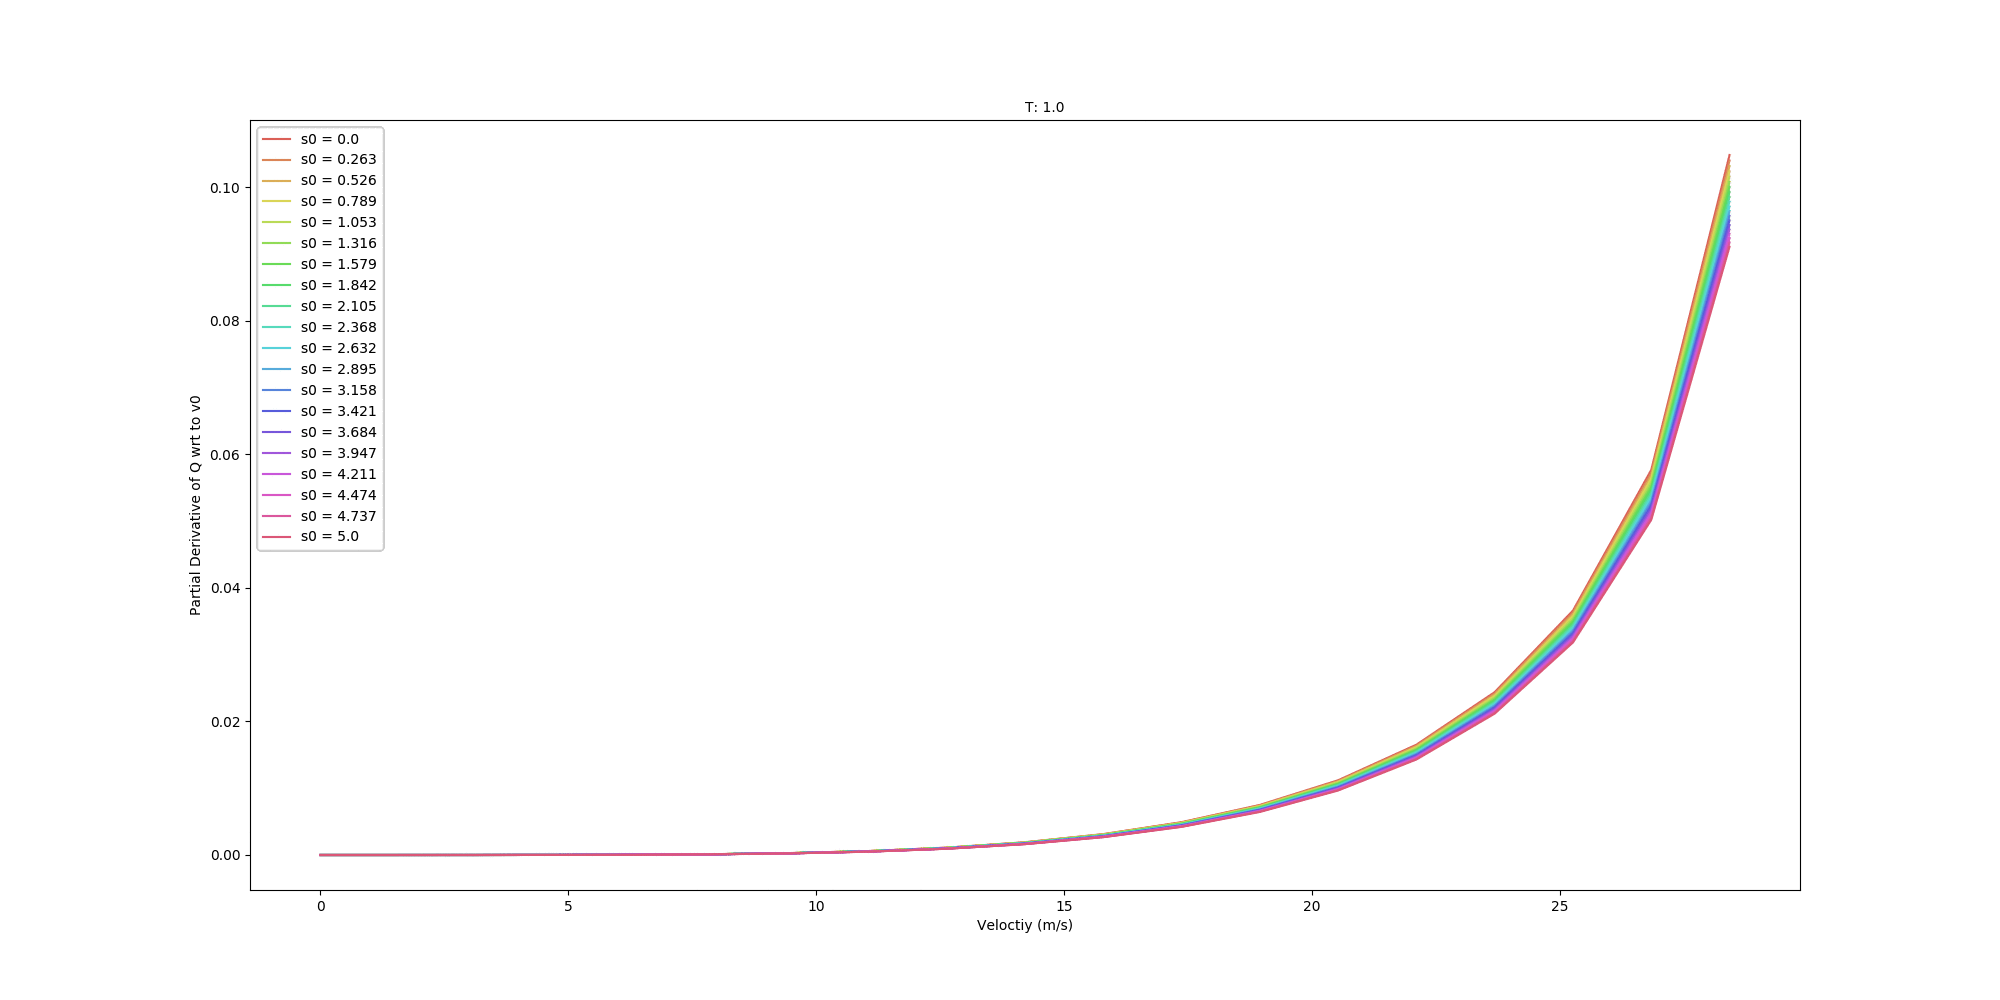 T: 1.0
s0 = 0.0
s0 = 0.263
s0 = 0.526
s0 = 0.789
s0 = 1.053
s0 = 1.316
s0 = 1.579
s0 = 1.842
s0 = 2.105
s0 = 2.368
s0 = 2.632
s0 = 2.895
s0 = 3.158
s0 = 3.421
s0 = 3.684
s0 = 3.947
s0 = 4.211
s0 = 4.474
s0 = 4.737
s0 = 5.0
Partial Derivative of Q wrt to v0
0.10
0.08
0.06
0.04
0.02
0.00
0 5 10 15 20 25
Veloctiy (m/s)